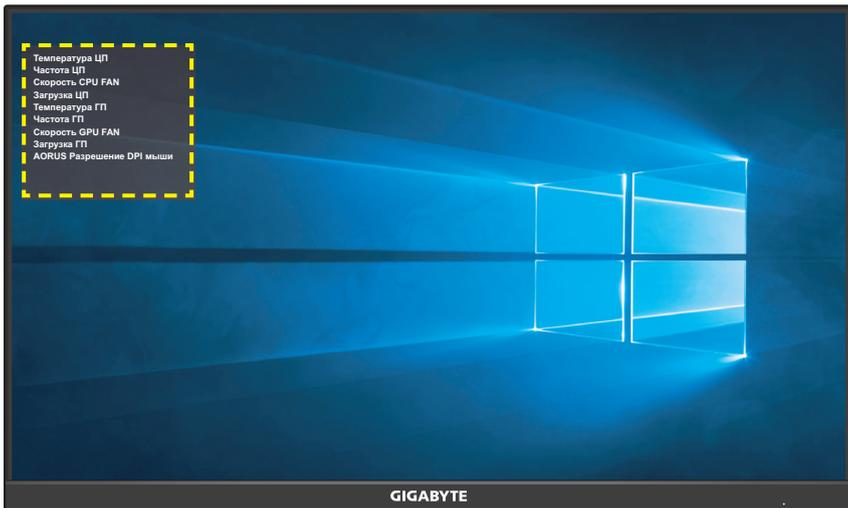 Температура ЦП
Частота ЦП
Скорость CPU FAN
Загрузка ЦП
Температура ГП
Частота ГП
Скорость GPU FAN
Загрузка ГП
AORUS Разрешение DPI мыши
GIGABYTE